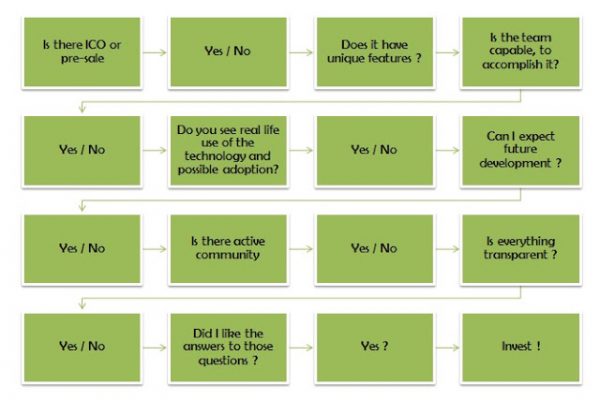 Is there ICO or
pre-sale
Yes / No
Does it have
unique features ?
Is the team
capable, to
accomplish it?
Yes / No
Do you see real life
use of the
technology and
possible adoption?
Yes / No
Can I expect
future
development ?
Yes / No
Is there active
community
Yes / No
Is everything
transparent ?
Yes / No
Did I like the
answers to those
questions ?
Yes ?
Invest !